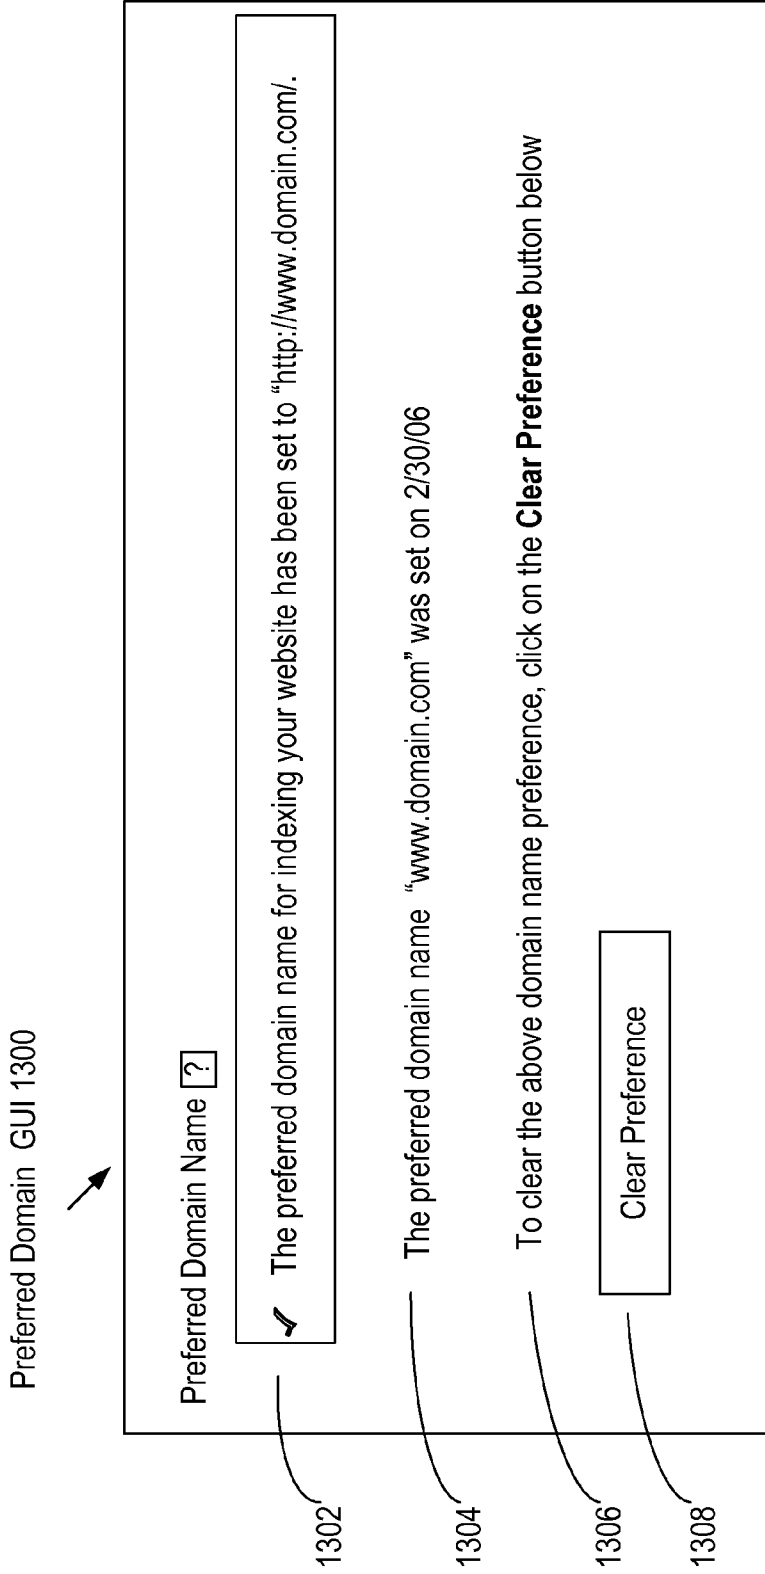 Preferred Domain GUI 1300
Preferred Domain Name ?
The preferred domain name for indexing your website has been set to “http://www.domain.com/.
1302
The preferred domain name “www.domain.com” was set on 2/30/06
1304
To clear the above domain name preference, click on the Clear Preference button below
1306
Clear Preference
1308